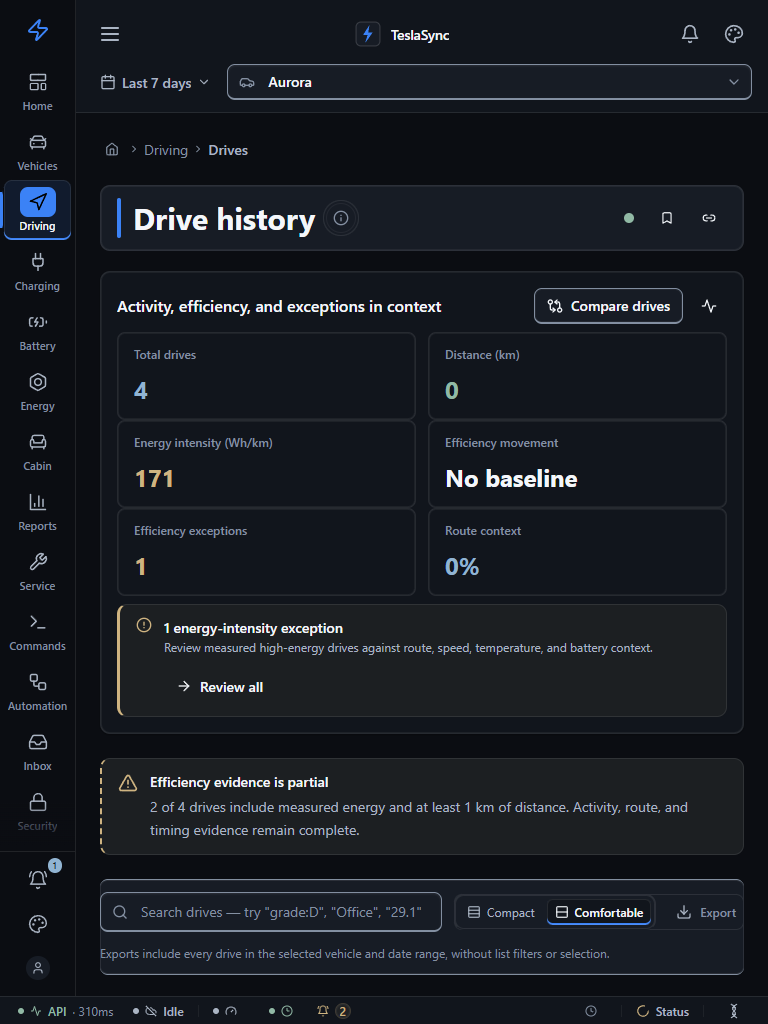 TeslaSync
Last 7 days
Aurora
Home
Vehicles
Driving
Charging
Battery
Energy
Cabin
Reports
Service
Commands
Automation
Inbox
Security
1
Driving
Drives
Drive history
Activity, efficiency, and exceptions in context
Compare drives
Total drives
4
Distance (km)
0
Energy intensity (Wh/km)
171
Efficiency movement
No baseline
Efficiency exceptions
1
Route context
0%
1 energy-intensity exception
Review measured high-energy drives against route, speed, temperature, and battery context.
Review all
Efficiency evidence is partial
2 of 4 drives include measured energy and at least 1 km of distance. Activity, route, and
timing evidence remain complete.
Search drives — try "grade:D", "Office", "29.1"
Compact
Comfortable
Export
Exports include every drive in the selected vehicle and date range, without list filters or selection.
API · 310ms
Idle
2
Status